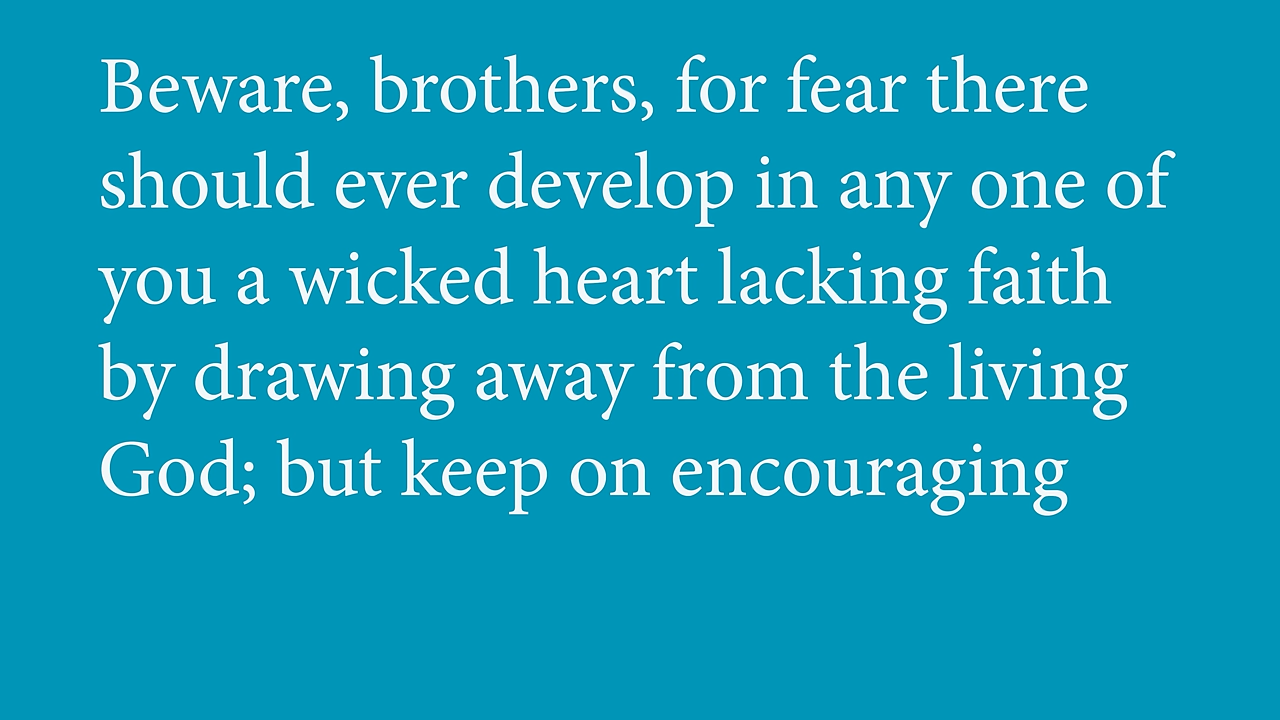 Beware, brothers, for fear there
should ever develop in any one of
you a wicked heart lacking faith
by drawing away from the living
God; but keep on encouraging